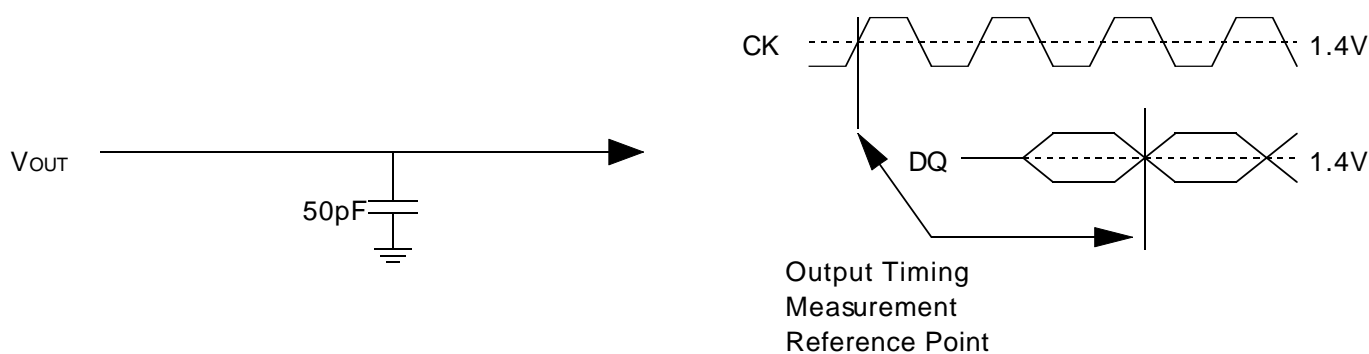 CK
1.4V
VOUT
DQ
1.4V
50pF
Output Timing
Measurement
Reference Point